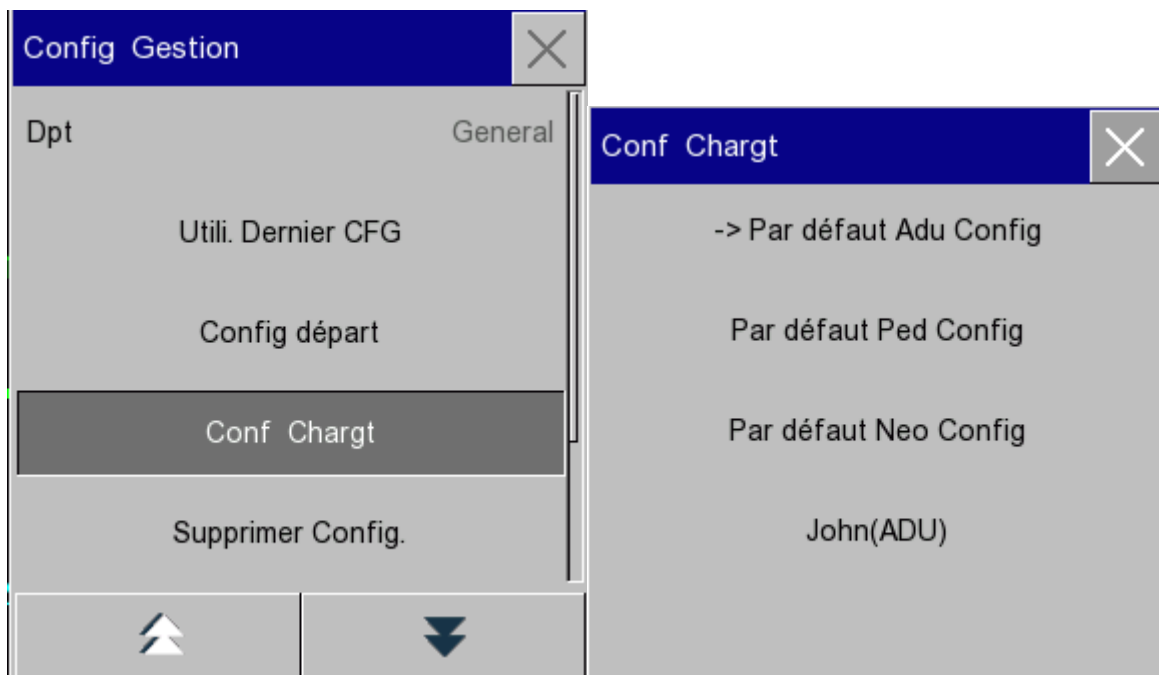 Config Gestion
Dpt General
Utili. Dernier CFG
Config départ
Conf Chargt
Supprimer Config.
Conf Chargt
-> Par défaut Adu Config
Par défaut Ped Config
Par défaut Neo Config
John(ADU)